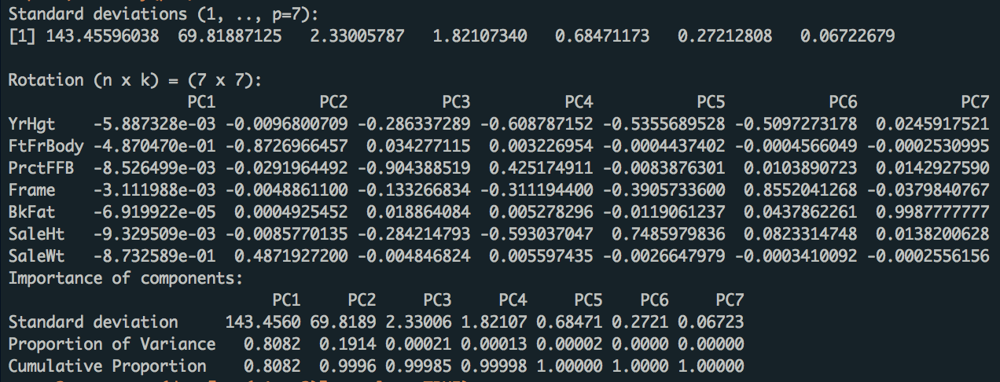 Standard deviations (1, .., p=7):
[1] 143.45596038  69.81887125   2.33005787   1.82107340   0.68471173   0.27212808   0.06722679
Rotation (n x k) = (7 x 7):
                   PC1           PC2          PC3          PC4           PC5           PC6           PC7
YrHgt    -5.887328e-03 -0.0096800709 -0.286337289 -0.608787152 -0.5355689528 -0.5097273178  0.0245917521
FtFrBody -4.870470e-01 -0.8726966457  0.034277115  0.003226954 -0.0004437402 -0.0004566049 -0.0002530995
PrctFFB  -8.526499e-03 -0.0291964492 -0.904388519  0.425174911 -0.0083876301  0.0103890723  0.0142927590
Frame    -3.111988e-03 -0.0048861100 -0.133266834 -0.311194400 -0.3905733600  0.8552041268 -0.0379840767
BkFat    -6.919922e-05  0.0004925452  0.018864084  0.005278296 -0.0119061237  0.0437862261  0.9987777777
SaleHt   -9.329509e-03 -0.0085770135 -0.284214793 -0.593037047  0.7485979836  0.0823314748  0.0138200628
SaleWt   -8.732589e-01  0.4871927200 -0.004846824  0.005597435 -0.0026647979 -0.0003410092 -0.0002556156
Importance of components:
                            PC1     PC2     PC3     PC4     PC5    PC6     PC7
Standard deviation     143.4560 69.8189 2.33006 1.82107 0.68471 0.2721 0.06723
Proportion of Variance   0.8082  0.1914 0.00021 0.00013 0.00002 0.0000 0.00000
Cumulative Proportion    0.8082  0.9996 0.99985 0.99998 1.00000 1.0000 1.00000